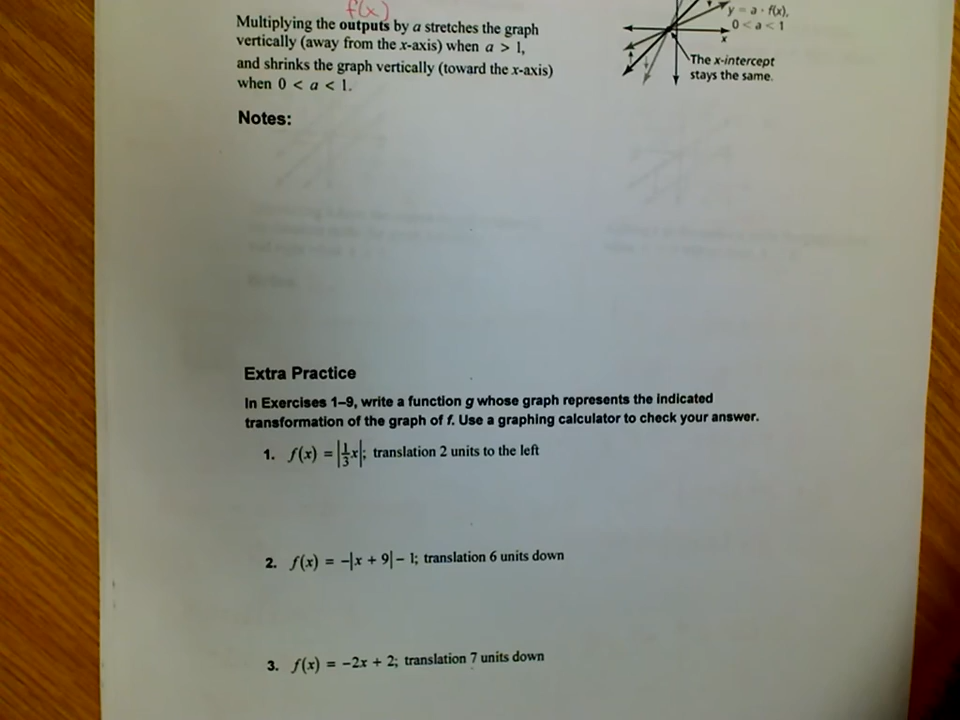 f(x)
Multiplying the outputs by a stretches the graph
vertically (away from the x-axis) when a > 1,
and shrinks the graph vertically (toward the x-axis)
when 0 < a < 1.
y = a · f(x),
0 < a < 1
x
The x-intercept
stays the same.
Notes:
Extra Practice
In Exercises 1–9, write a function g whose graph represents the indicated
transformation of the graph of f. Use a graphing calculator to check your answer.
1. f(x) = |1/3 x|; translation 2 units to the left
2. f(x) = −|x + 9| − 1; translation 6 units down
3. f(x) = −2x + 2; translation 7 units down